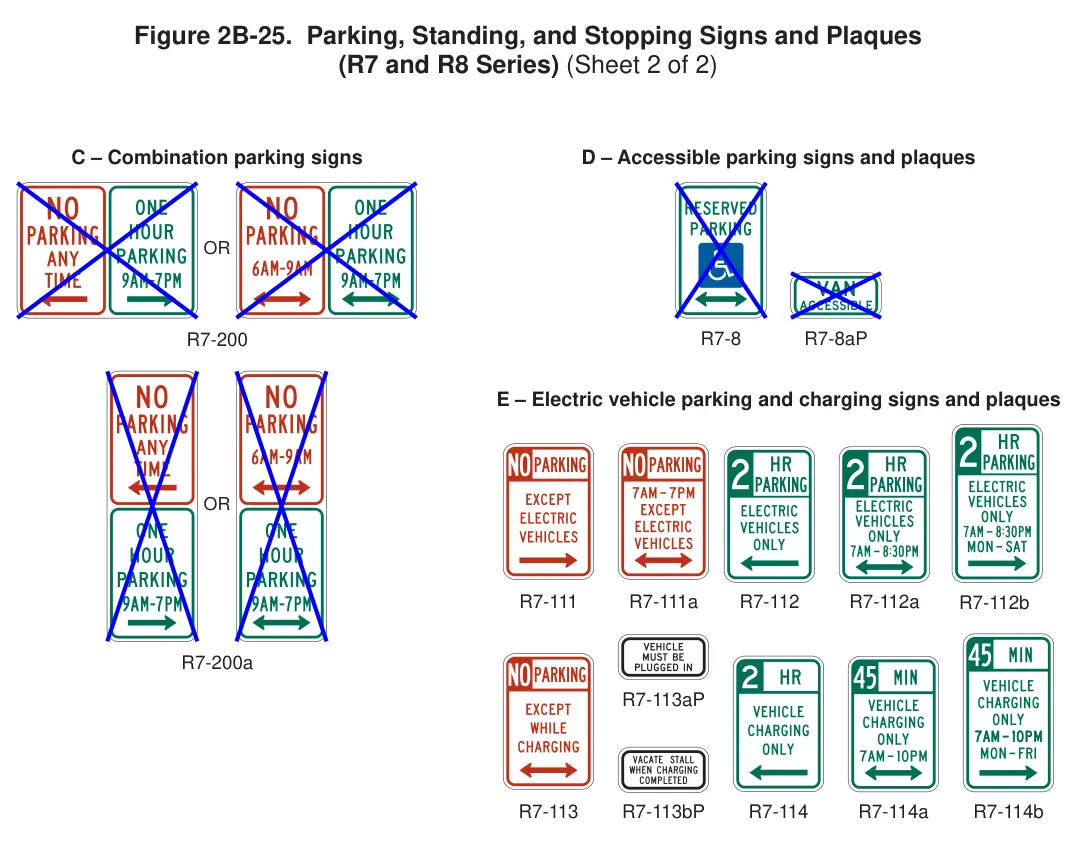 Figure 2B-25. Parking, Standing, and Stopping Signs and Plaques
(R7 and R8 Series) (Sheet 2 of 2)
C – Combination parking signs
NO
PARKING
ANY
TIME
ONE
HOUR
PARKING
9AM-7PM
OR
NO
PARKING
6AM-9AM
ONE
HOUR
PARKING
9AM-7PM
R7-200
NO
PARKING
ANY
TIME
ONE
HOUR
PARKING
9AM-7PM
OR
NO
PARKING
6AM-9AM
ONE
HOUR
PARKING
9AM-7PM
R7-200a
D – Accessible parking signs and plaques
RESERVED
PARKING
R7-8
VAN
ACCESSIBLE
R7-8aP
E – Electric vehicle parking and charging signs and plaques
NO PARKING
EXCEPT
ELECTRIC
VEHICLES
R7-111
NO PARKING
7AM-7PM
EXCEPT
ELECTRIC
VEHICLES
R7-111a
2 HR
PARKING
ELECTRIC
VEHICLES
ONLY
R7-112
2 HR
PARKING
ELECTRIC
VEHICLES
ONLY
7AM-8:30PM
R7-112a
2 HR
PARKING
ELECTRIC
VEHICLES
ONLY
7AM-8:30PM
MON-SAT
R7-112b
NO PARKING
EXCEPT
WHILE
CHARGING
R7-113
VEHICLE
MUST BE
PLUGGED IN
R7-113aP
VACATE STALL
WHEN CHARGING
COMPLETED
R7-113bP
2 HR
VEHICLE
CHARGING
ONLY
R7-114
45 MIN
VEHICLE
CHARGING
ONLY
7AM-10PM
R7-114a
45 MIN
VEHICLE
CHARGING
ONLY
7AM-10PM
MON-FRI
R7-114b